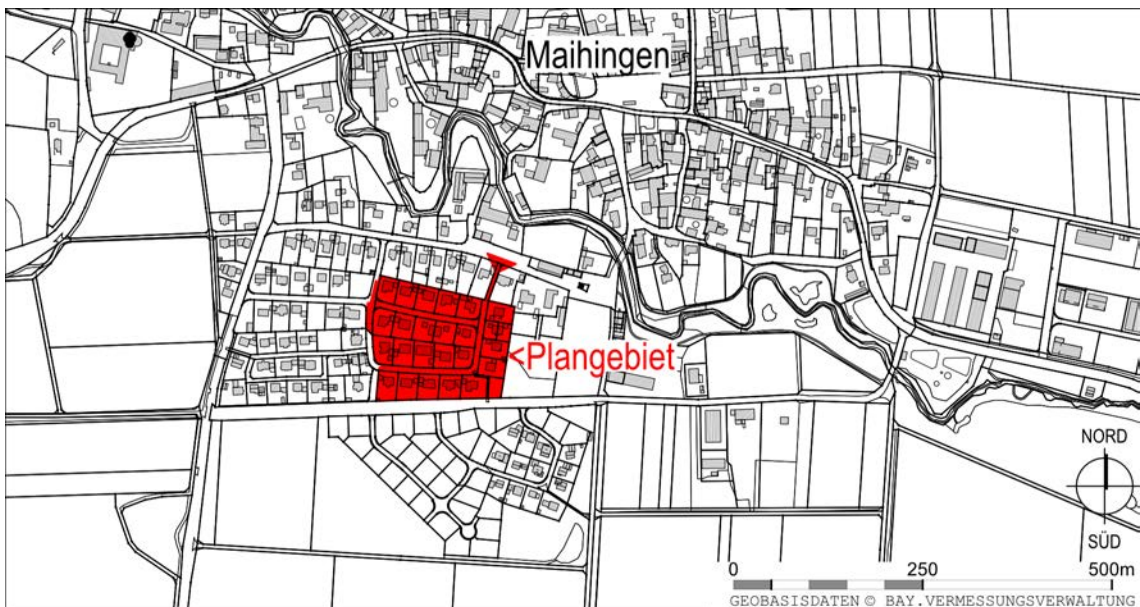 Maihingen
<Plangebiet
NORD
SÜD
0 250 500m
GEOBASISDATEN © BAY.VERMESSUNGSVERWALTUNG